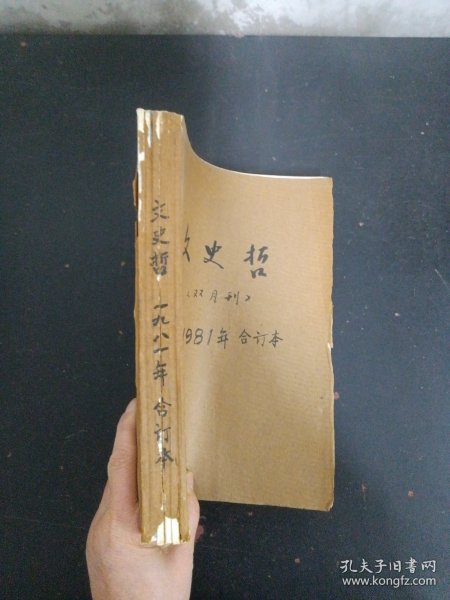 文史哲 一九八一年 合订本
文史哲
〈双月刊〉
1981年 合订本
孔夫子旧书网
www.kongfz.com